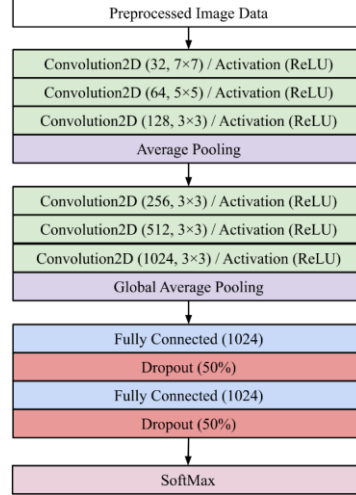 Preprocessed Image Data
Convolution2D (32, 7×7) / Activation (ReLU)
Convolution2D (64, 5×5) / Activation (ReLU)
Convolution2D (128, 3×3) / Activation (ReLU)
Average Pooling
Convolution2D (256, 3×3) / Activation (ReLU)
Convolution2D (512, 3×3) / Activation (ReLU)
Convolution2D (1024, 3×3) / Activation (ReLU)
Global Average Pooling
Fully Connected (1024)
Dropout (50%)
Fully Connected (1024)
Dropout (50%)
SoftMax